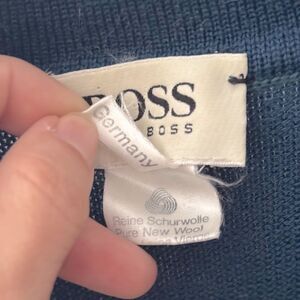 BOSS
BOSS
Germany
Reine Schurwolle
Pure New Wool